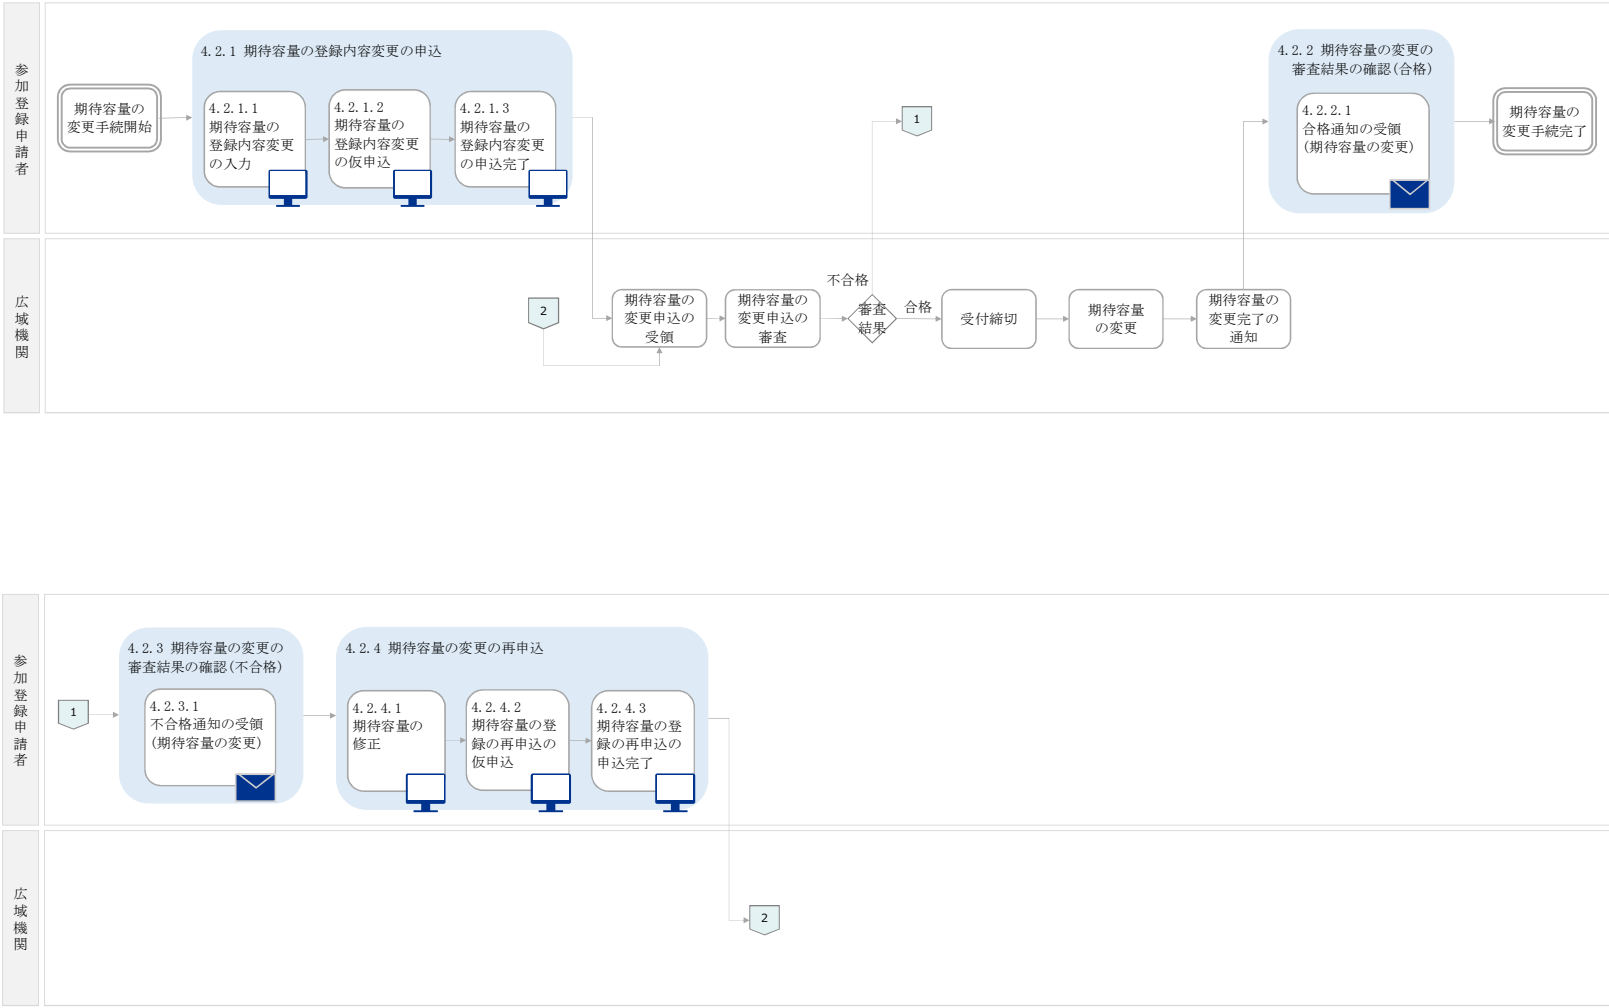 参加登録申請者
4.2.1 期待容量の登録内容変更の申込
期待容量の
変更手続開始
4.2.1.1
期待容量の
登録内容変更
の入力
4.2.1.2
期待容量の
登録内容変更
の仮申込
4.2.1.3
期待容量の
登録内容変更
の申込完了
1
4.2.2 期待容量の変更の
審査結果の確認(合格)
4.2.2.1
合格通知の受領
(期待容量の変更)
期待容量の
変更手続完了
広域機関
2
期待容量の
変更申込の
受領
期待容量の
変更申込の
審査
不合格
審査
結果
合格
受付締切
期待容量
の変更
期待容量の
変更完了の
通知
参加登録申請者
1
4.2.3 期待容量の変更の
審査結果の確認(不合格)
4.2.3.1
不合格通知の受領
(期待容量の変更)
4.2.4 期待容量の変更の再申込
4.2.4.1
期待容量の
修正
4.2.4.2
期待容量の登
録の再申込の
仮申込
4.2.4.3
期待容量の登
録の再申込の
申込完了
広域機関
2